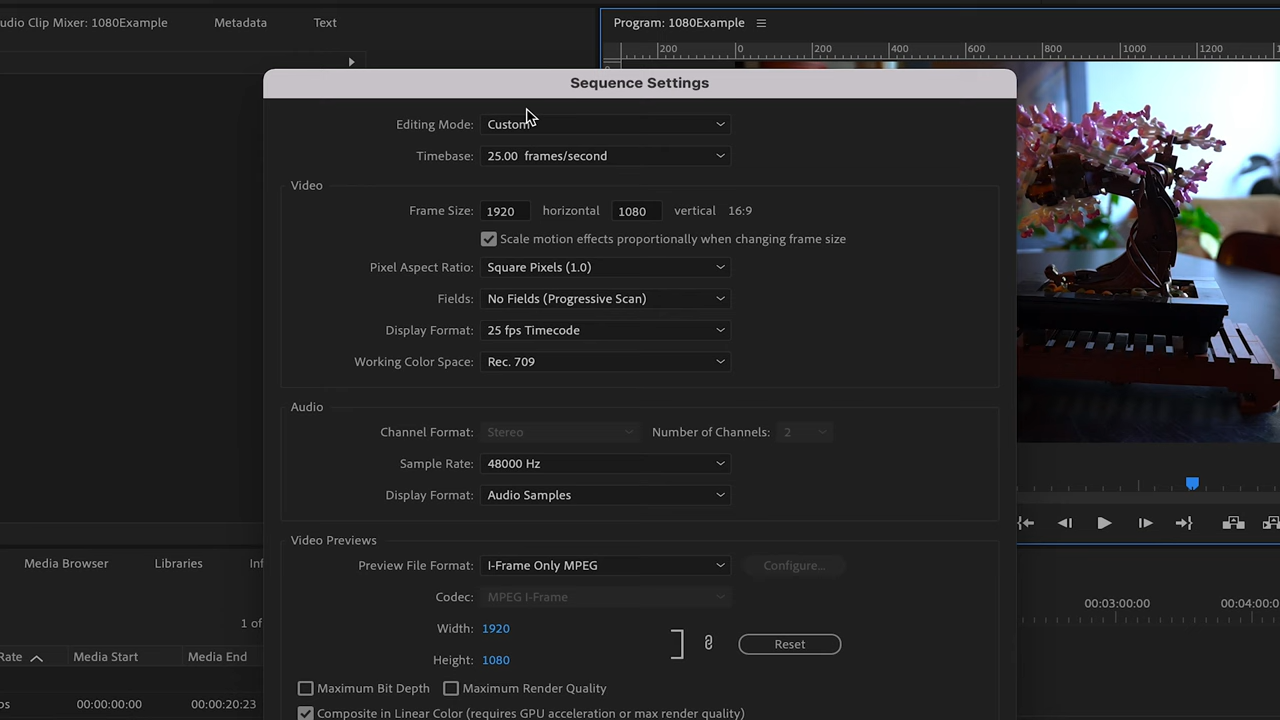 udio Clip Mixer: 1080Example
Metadata
Text
Program: 1080Example
200 0 200 400 600 800 1000 1200
Sequence Settings
Editing Mode: Custom
Timebase: 25.00 frames/second
Video
Frame Size: 1920 horizontal 1080 vertical 16:9
Scale motion effects proportionally when changing frame size
Pixel Aspect Ratio: Square Pixels (1.0)
Fields: No Fields (Progressive Scan)
Display Format: 25 fps Timecode
Working Color Space: Rec. 709
Audio
Channel Format: Stereo Number of Channels: 2
Sample Rate: 48000 Hz
Display Format: Audio Samples
Video Previews
Preview File Format: I-Frame Only MPEG Configure...
Codec: MPEG I-Frame
Width: 1920
Height: 1080
Reset
Maximum Bit Depth Maximum Render Quality
Composite in Linear Color (requires GPU acceleration or max render quality)
Media Browser Libraries Inf
1 of
Rate Media Start Media End
ps 00:00:00:00 00:00:20:23
00:03:00:00 00:04:00:0